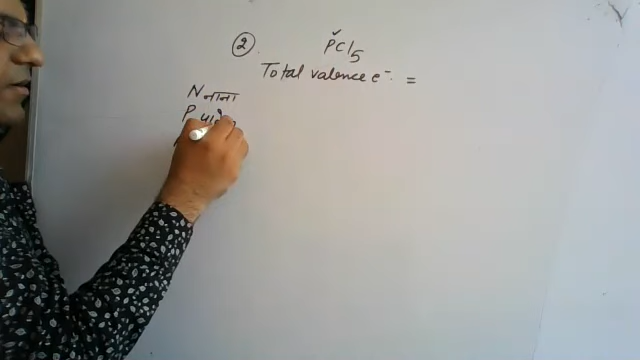 ② PCl5
Total valence e⁻ =
N नाना
P